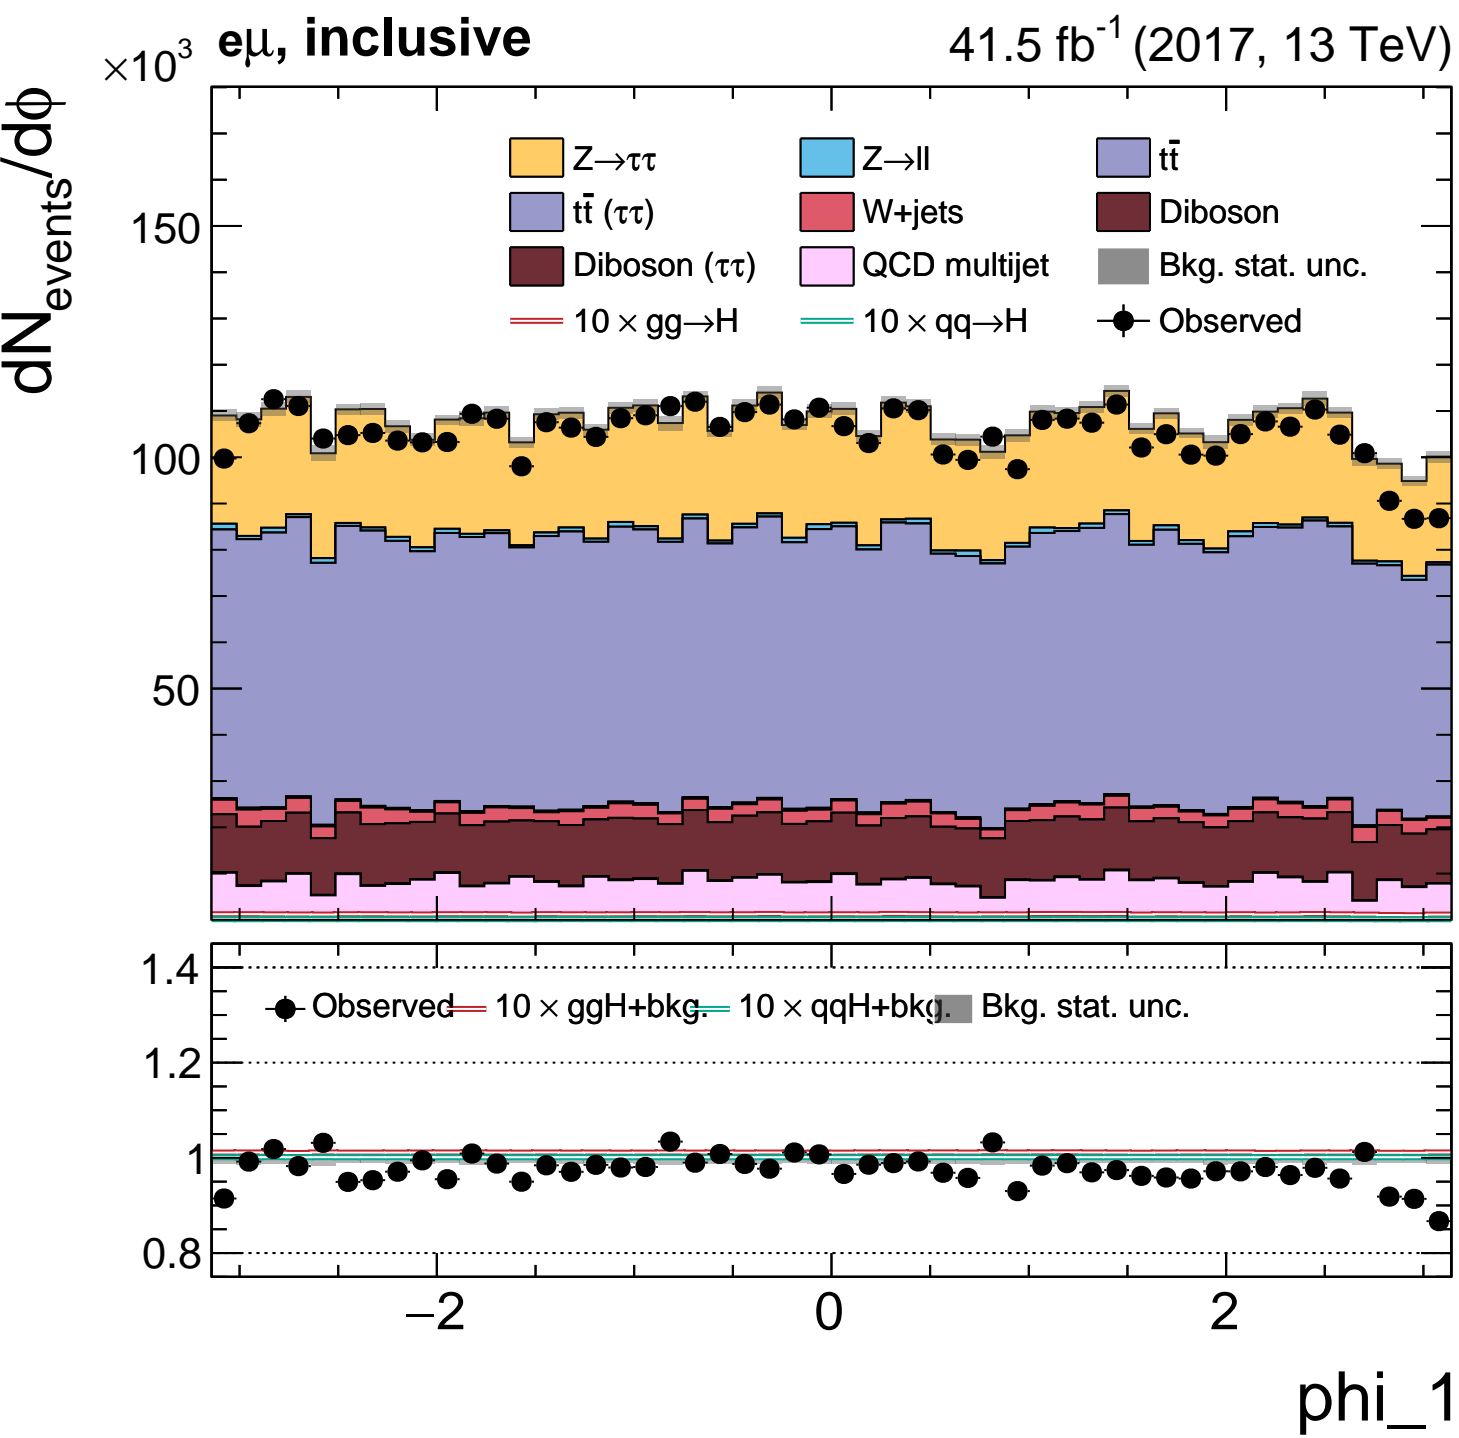 ×10³ eμ, inclusive 41.5 fb⁻¹ (2017, 13 TeV)
dN_events/dϕ
Z→ττ Z→ll tt̄
tt̄ (ττ) W+jets Diboson
Diboson (ττ) QCD multijet Bkg. stat. unc.
10 × gg→H 10 × qq→H Observed
150
100
50
1.4
Observed 10 × ggH+bkg. 10 × qqH+bkg. Bkg. stat. unc.
1.2
1
0.8
−2 0 2
phi_1